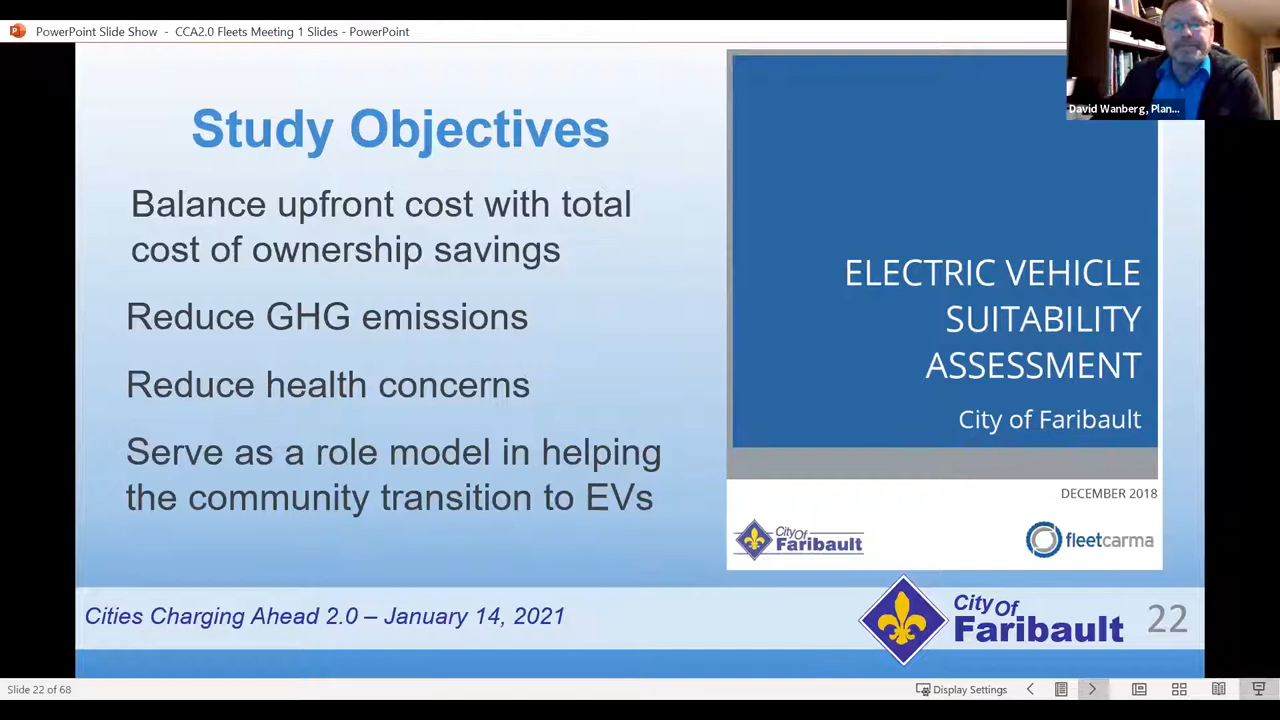 PowerPoint Slide Show - CCA2.0 Fleets Meeting 1 Slides - PowerPoint
David Wanberg, Plan...
Study Objectives
Balance upfront cost with total
cost of ownership savings
Reduce GHG emissions
Reduce health concerns
Serve as a role model in helping
the community transition to EVs
ELECTRIC VEHICLE
SUITABILITY
ASSESSMENT
City of Faribault
DECEMBER 2018
City Of
Faribault
fleetcarma
Cities Charging Ahead 2.0 – January 14, 2021
City Of
Faribault
22
Slide 22 of 68
Display Settings